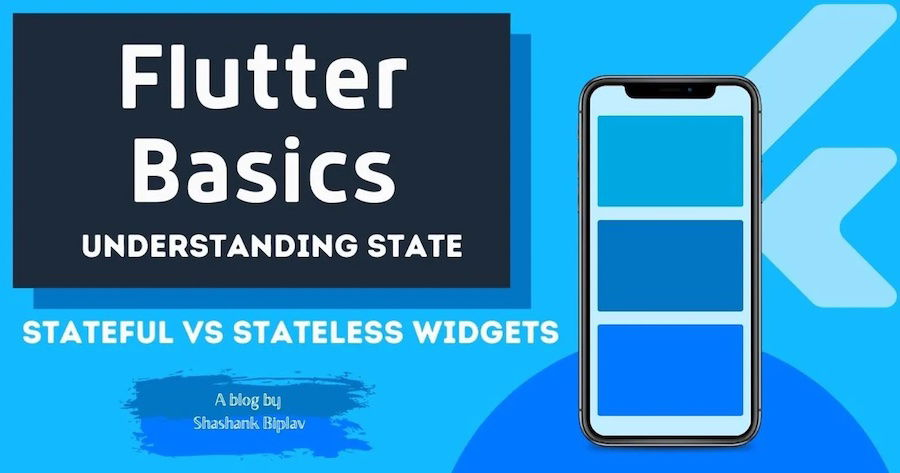 Flutter
Basics
UNDERSTANDING STATE
STATEFUL VS STATELESS WIDGETS
A blog by
Shashank Biplav